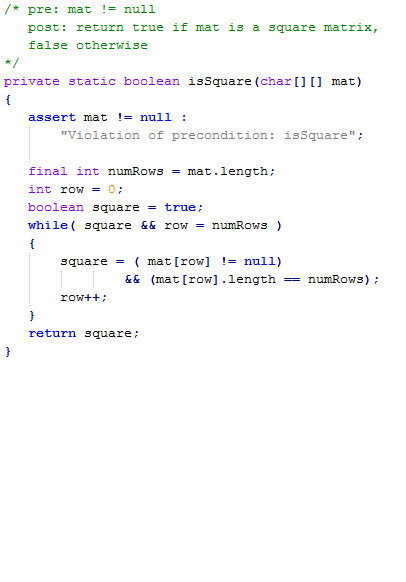 /* pre: mat != null
   post: return true if mat is a square matrix,
   false otherwise
*/
private static boolean isSquare(char[][] mat)
{
   assert mat != null :
       "Violation of precondition: isSquare";
   final int numRows = mat.length;
   int row = 0;
   boolean square = true;
   while( square && row = numRows )
   {
       square = ( mat[row] != null)
               && (mat[row].length == numRows);
       row++;
   }
   return square;
}